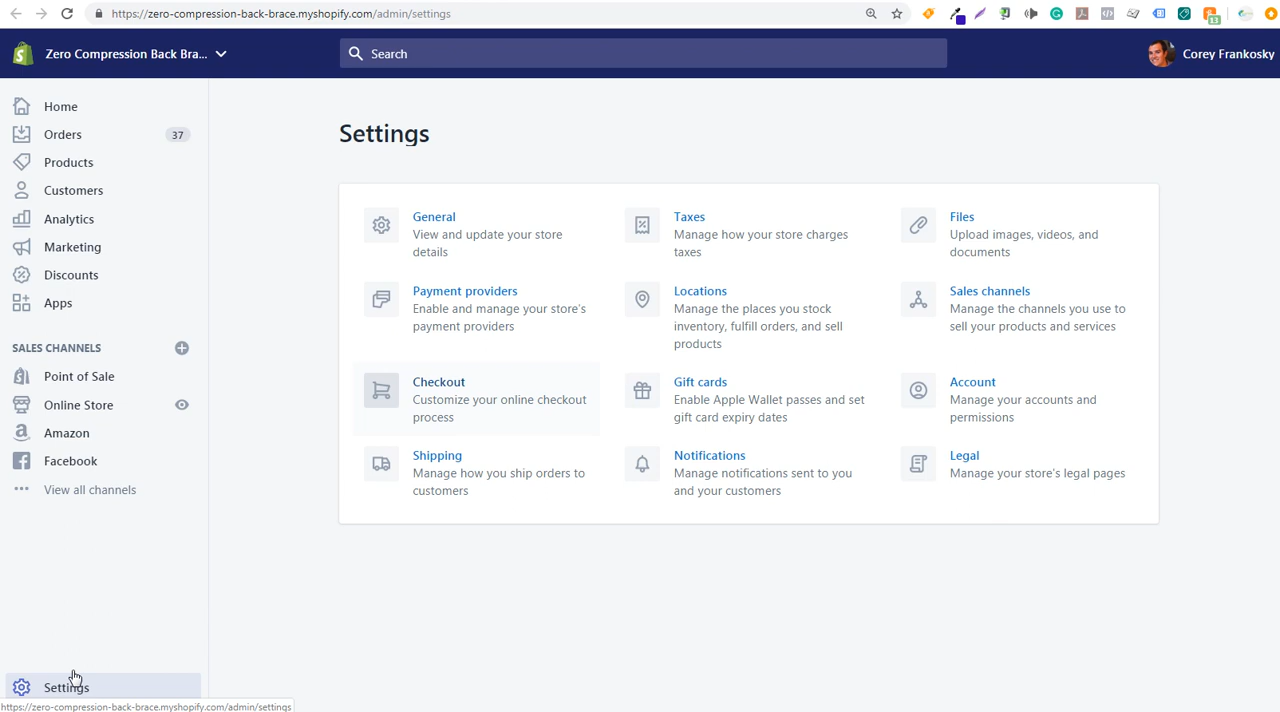 https://zero-compression-back-brace.myshopify.com/admin/settings
13
Zero Compression Back Bra...
Search
Corey Frankosky
Home
Orders 37
Products
Customers
Analytics
Marketing
Discounts
Apps
SALES CHANNELS
Point of Sale
Online Store
Amazon
Facebook
View all channels
Settings
https://zero-compression-back-brace.myshopify.com/admin/settings
Settings
General
View and update your store
details
Taxes
Manage how your store charges
taxes
Files
Upload images, videos, and
documents
Payment providers
Enable and manage your store's
payment providers
Locations
Manage the places you stock
inventory, fulfill orders, and sell
products
Sales channels
Manage the channels you use to
sell your products and services
Checkout
Customize your online checkout
process
Gift cards
Enable Apple Wallet passes and set
gift card expiry dates
Account
Manage your accounts and
permissions
Shipping
Manage how you ship orders to
customers
Notifications
Manage notifications sent to you
and your customers
Legal
Manage your store's legal pages